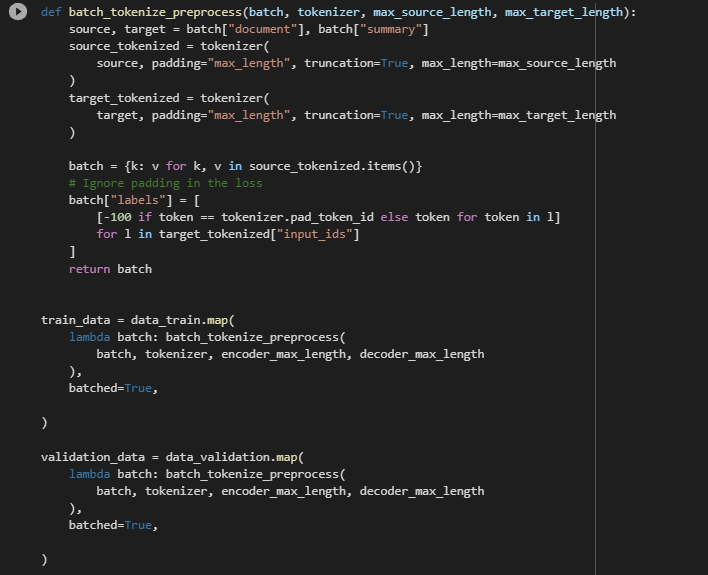 def batch_tokenize_preprocess(batch, tokenizer, max_source_length, max_target_length):
    source, target = batch["document"], batch["summary"]
    source_tokenized = tokenizer(
        source, padding="max_length", truncation=True, max_length=max_source_length
    )
    target_tokenized = tokenizer(
        target, padding="max_length", truncation=True, max_length=max_target_length
    )

    batch = {k: v for k, v in source_tokenized.items()}
    # Ignore padding in the loss
    batch["labels"] = [
        [-100 if token == tokenizer.pad_token_id else token for token in l]
        for l in target_tokenized["input_ids"]
    ]
    return batch


train_data = data_train.map(
    lambda batch: batch_tokenize_preprocess(
        batch, tokenizer, encoder_max_length, decoder_max_length
    ),
    batched=True,

)

validation_data = data_validation.map(
    lambda batch: batch_tokenize_preprocess(
        batch, tokenizer, encoder_max_length, decoder_max_length
    ),
    batched=True,

)